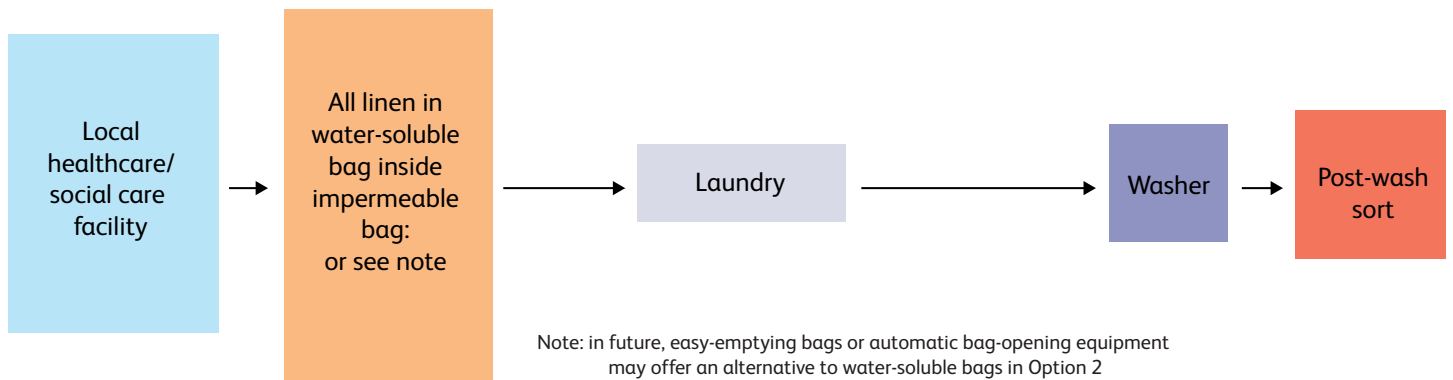 Local
healthcare/
social care
facility
All linen in
water-soluble
bag inside
impermeable
bag:
or see note
Laundry
Washer
Post-wash
sort
Note: in future, easy-emptying bags or automatic bag-opening equipment
may offer an alternative to water-soluble bags in Option 2